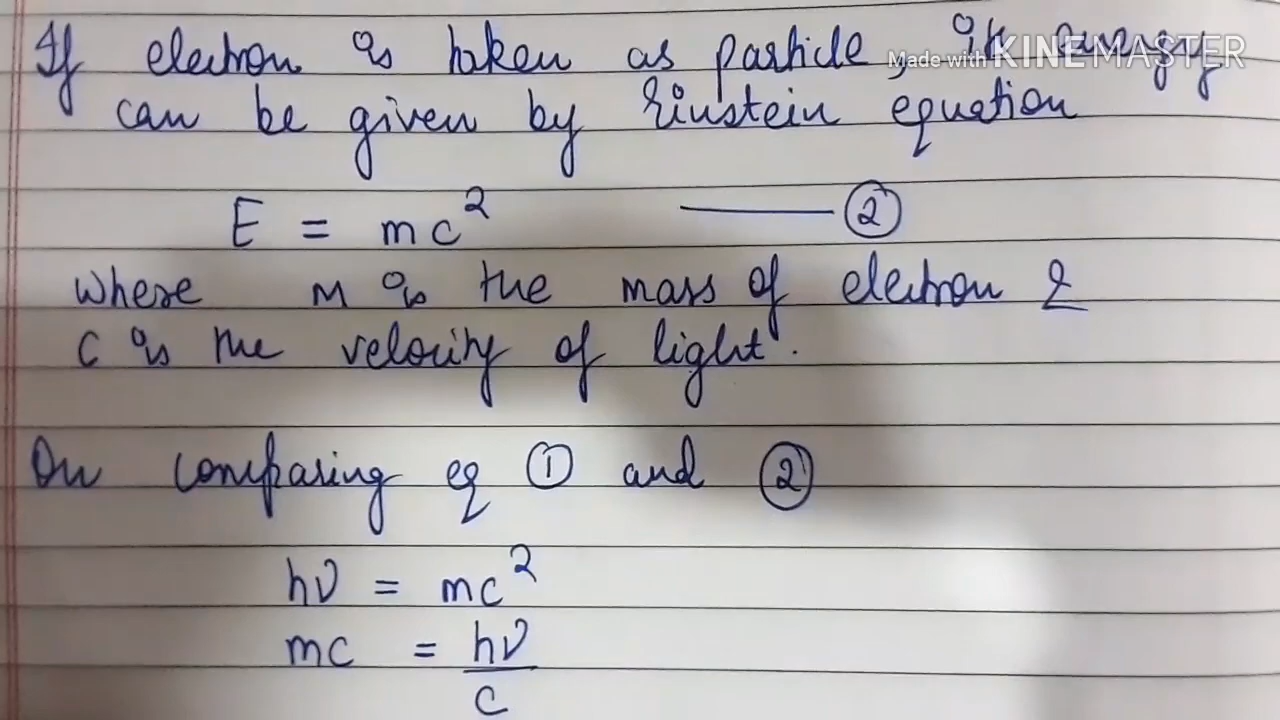 If electron is taken as particle, its energy
Made with KINEMASTER
can be given by Einstein equation
E = mc² —— ②
where m is the mass of electron &
c is the velocity of light.
On comparing eq ① and ②
hν = mc²
mc = hν
c